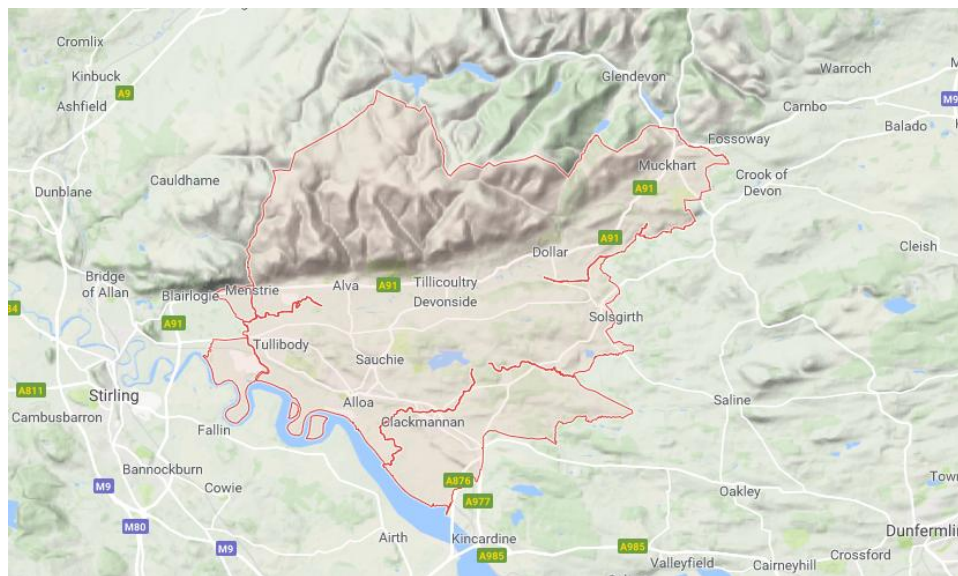 Cromlix
Kinbuck
A9
Ashfield
Glendevon
Warroch
Carnbo
M9
Balado
Fossoway
Muckhart
Crook of
Devon
A91
Dunblane
Cauldhame
A91
Dollar
Cleish
Bridge
of Allan
Blairlogie
Menstrie
Alva
A91
Tillicoultry
Devonside
A91
Solsgirth
Tullibody
Sauchie
A811
Stirling
Alloa
Saline
Cambusbarron
Fallin
Clackmannan
Bannockburn
M9
Cowie
A876
A977
Oakley
M80
M9
Airth
Kincardine
A985
A985
Valleyfield
Cairneyhill
Crossford
Dunfermlin
Town